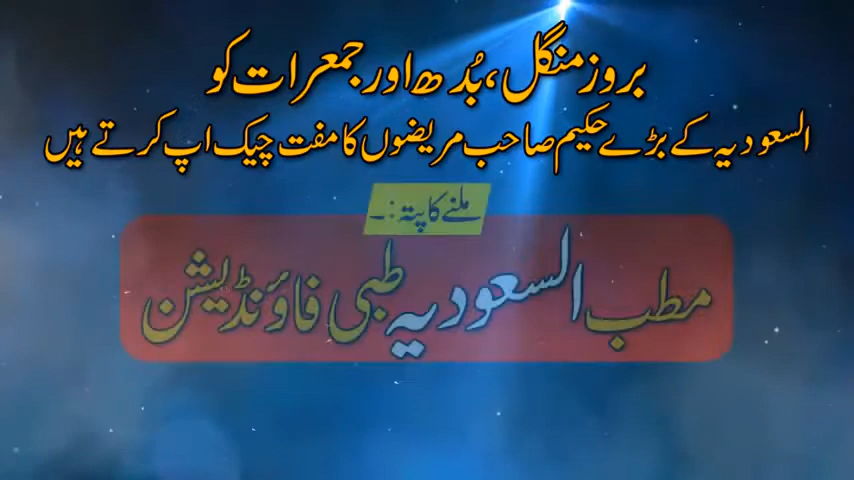 بروز منگل، بُدھ اور جمعرات کو
السعودیہ کے بڑے حکیم صاحب مریضوں کا مفت چیک اپ کرتے ہیں
ملنے کا پتہ:۔
مطب السعودیہ طبی فاؤنڈیشن